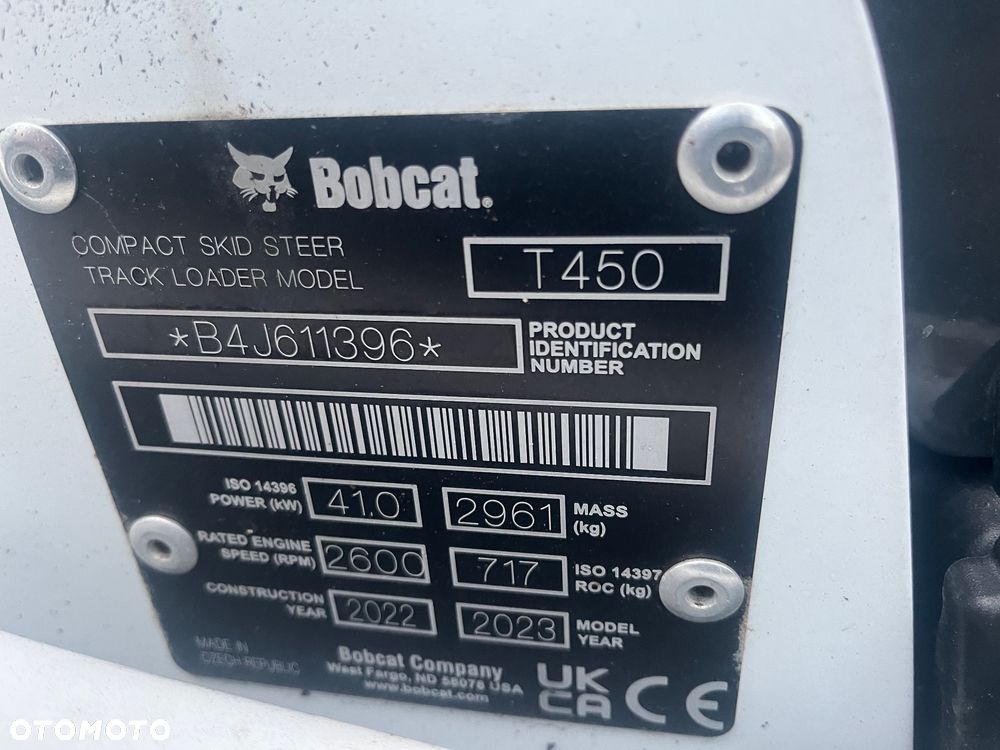 Bobcat.
COMPACT SKID STEER
TRACK LOADER MODEL
T450
*B4J611396*
PRODUCT
IDENTIFICATION
NUMBER
ISO 14396
POWER (kW)
41.0
2961
MASS
(kg)
RATED ENGINE
SPEED (RPM)
2600
717
ISO 14397
ROC (kg)
CONSTRUCTION
YEAR
2022
2023
MODEL
YEAR
MADE IN
CZECH REPUBLIC
Bobcat Company
West Fargo, ND 58078 USA
www.bobcat.com
UK
CA
CE
OTOMOTO